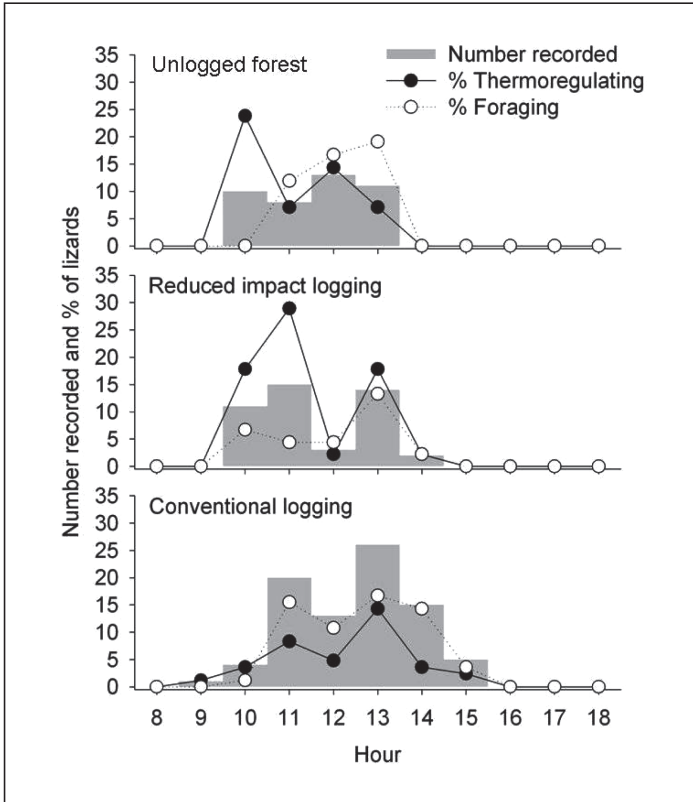 Unlogged forest
Number recorded
% Thermoregulating
% Foraging
35
30
25
20
15
10
5
0
Reduced impact logging
35
30
25
20
15
10
5
0
Number recorded and % of lizards
Conventional logging
35
30
25
20
15
10
5
0
8 9 10 11 12 13 14 15 16 17 18
Hour